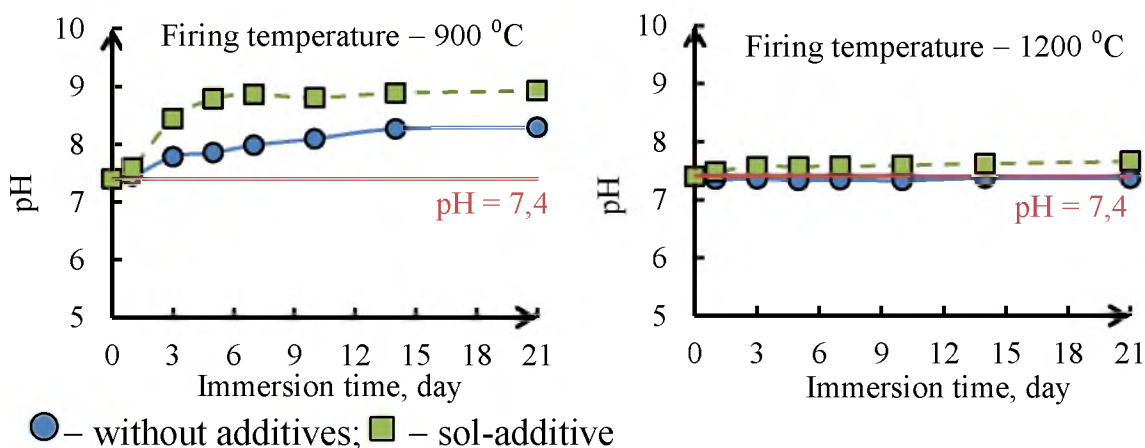 Firing temperature – 900 ⁰C
10
9
8
7
6
5
pH
pH = 7,4
0 3 6 9 12 15 18 21
Immersion time, day
Firing temperature – 1200 ⁰C
10
9
8
7
6
5
pH
pH = 7,4
0 3 6 9 12 15 18 21
Immersion time, day
– without additives; – sol-additive